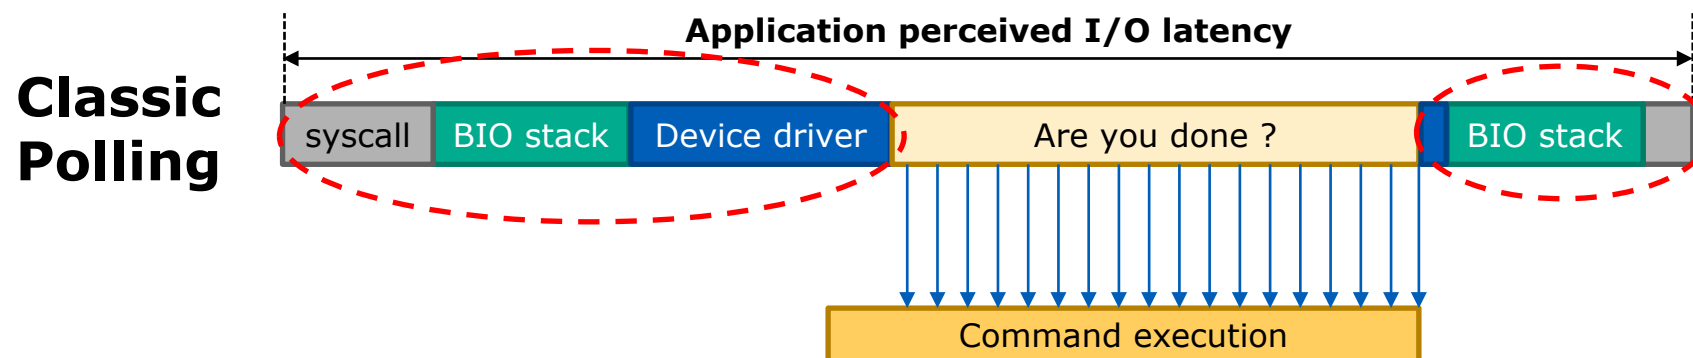 Application perceived I/O latency
Classic
Polling
syscall BIO stack Device driver Are you done ? BIO stack
Command execution